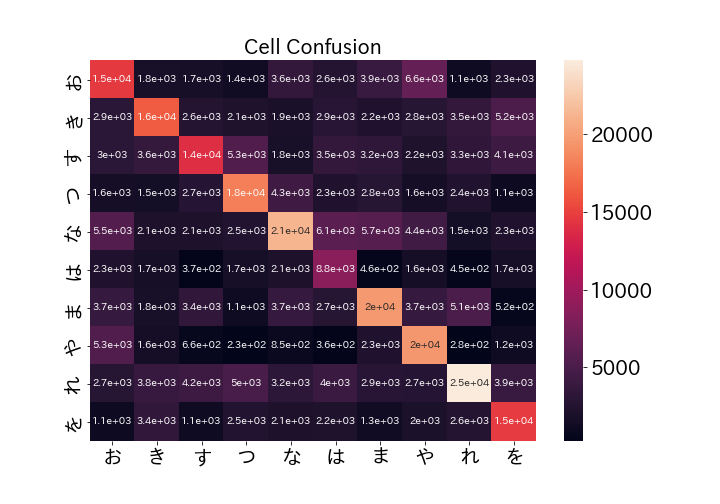 Cell Confusion
お 1.5e+04 1.8e+03 1.7e+03 1.4e+03 3.6e+03 2.6e+03 3.9e+03 6.6e+03 1.1e+03 2.3e+03
き 2.9e+03 1.6e+04 2.6e+03 2.1e+03 1.9e+03 2.9e+03 2.2e+03 2.8e+03 3.5e+03 5.2e+03
す 3e+03 3.6e+03 1.4e+04 5.3e+03 1.8e+03 3.5e+03 3.2e+03 2.2e+03 3.3e+03 4.1e+03
つ 1.6e+03 1.5e+03 2.7e+03 1.8e+04 4.3e+03 2.3e+03 2.8e+03 1.6e+03 2.4e+03 1.1e+03
な 5.5e+03 2.1e+03 2.1e+03 2.5e+03 2.1e+04 6.1e+03 5.7e+03 4.4e+03 1.5e+03 2.3e+03
は 2.3e+03 1.7e+03 3.7e+02 1.7e+03 2.1e+03 8.8e+03 4.6e+02 1.6e+03 4.5e+02 1.7e+03
ま 3.7e+03 1.8e+03 3.4e+03 1.1e+03 3.7e+03 2.7e+03 2e+04 3.7e+03 5.1e+03 5.2e+02
や 5.3e+03 1.6e+03 6.6e+02 2.3e+02 8.5e+02 3.6e+02 2.3e+03 2e+04 2.8e+02 1.2e+03
れ 2.7e+03 3.8e+03 4.2e+03 5e+03 3.2e+03 4e+03 2.9e+03 2.7e+03 2.5e+04 3.9e+03
を 1.1e+03 3.4e+03 1.1e+03 2.5e+03 2.1e+03 2.2e+03 1.3e+03 2e+03 2.6e+03 1.5e+04
お き す つ な は ま や れ を
20000
15000
10000
5000